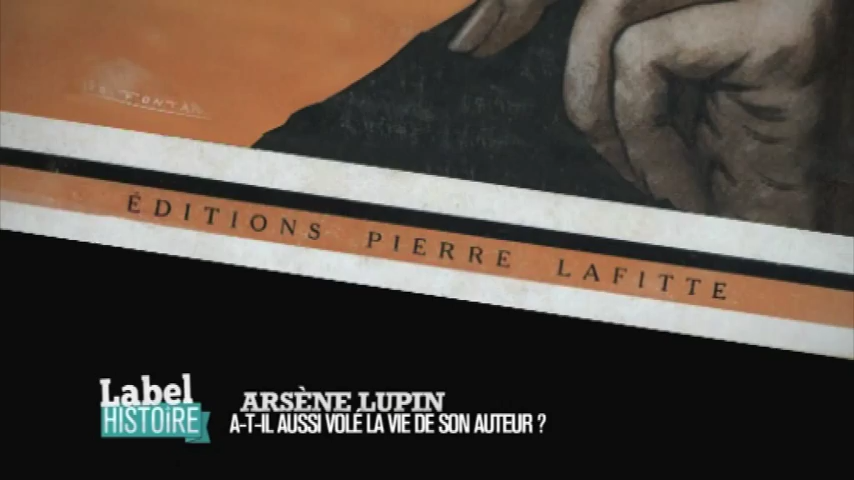 ÉDITIONS PIERRE LAFITTE
Label
HISTOIRE
ARSÈNE LUPIN
A-T-IL AUSSI VOLÉ LA VIE DE SON AUTEUR ?